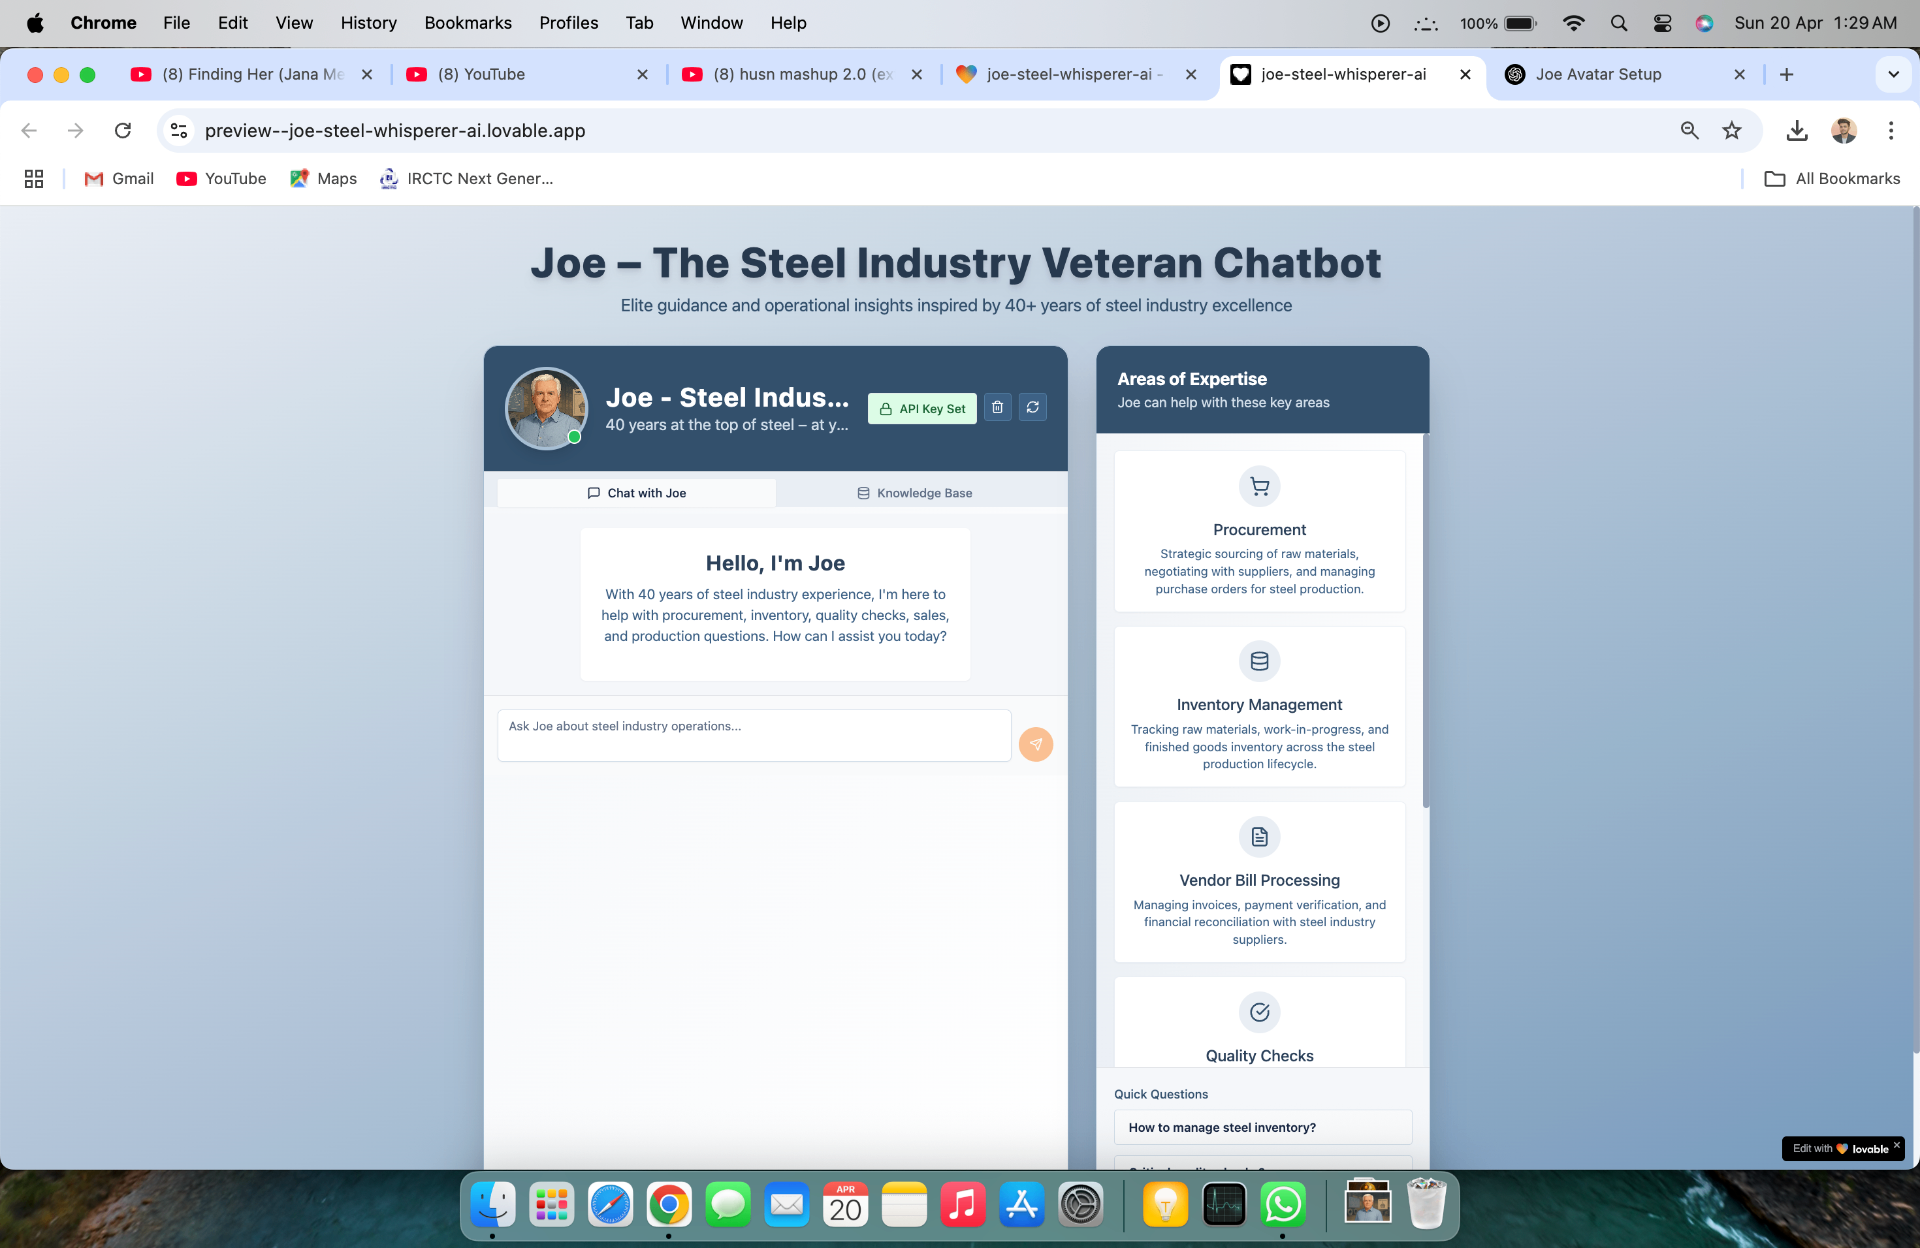 Chrome File Edit View History Bookmarks Profiles Tab Window Help 100% Sun 20 Apr 1:29 AM
(8) Finding Her (Jana Me (8) YouTube (8) husn mashup 2.0 (ex joe-steel-whisperer-ai - joe-steel-whisperer-ai Joe Avatar Setup
preview--joe-steel-whisperer-ai.lovable.app
Gmail YouTube Maps IRCTC Next Gener... All Bookmarks
Joe – The Steel Industry Veteran Chatbot
Elite guidance and operational insights inspired by 40+ years of steel industry excellence
Joe - Steel Indus...
40 years at the top of steel – at y...
API Key Set
Chat with Joe Knowledge Base
Hello, I'm Joe
With 40 years of steel industry experience, I'm here to
help with procurement, inventory, quality checks, sales,
and production questions. How can I assist you today?
Ask Joe about steel industry operations...
Areas of Expertise
Joe can help with these key areas
Procurement
Strategic sourcing of raw materials,
negotiating with suppliers, and managing
purchase orders for steel production.
Inventory Management
Tracking raw materials, work-in-progress, and
finished goods inventory across the steel
production lifecycle.
Vendor Bill Processing
Managing invoices, payment verification, and
financial reconciliation with steel industry
suppliers.
Quality Checks
Quick Questions
How to manage steel inventory?
Edit with lovable
APR
20